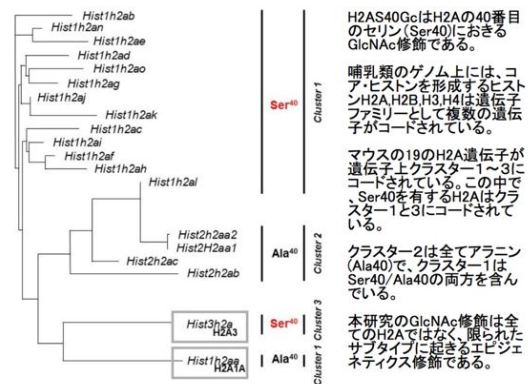 Hist1h2ab
Hist1h2an
Hist1h2ae
Hist1h2ad
Hist1h2ao
Hist1h2ag
Hist1h2aj
Hist1h2ak
Hist1h2ac
Hist1h2ai
Hist1h2af
Hist1h2ah
Hist1h2al
Hist2h2aa2
Hist2H2aa1
Hist2h2ac
Hist2h2ab
Hist3h2a
H2A3
Hist1h2aa
H2A1A
Ser40
Cluster 1
Ala40
Cluster 2
Ser40
Cluster 3
Ala40
Cluster 1
H2AS40GcはH2Aの40番目
のセリン(Ser40)におきる
GlcNAc修飾である。
哺乳類のゲノム上には、コ
ア・ヒストンを形成するヒスト
ンH2A,H2B,H3,H4は遺伝子
ファミリーとして複数の遺伝
子がコードされている。
マウスの19のH2A遺伝子が
遺伝子上クラスター1～3に
コードされている。この中で
、Ser40を有するH2Aはクラ
スター1と3にコードされて
いる。
クラスター2は全てアラニン
(Ala40)で、クラスター1は
Ser40/Ala40の両方を含ん
でいる。
本研究のGlcNAc修飾は全
てのH2Aではなく、限られた
サブタイプに起きるエピジェ
ネティクス修飾である。